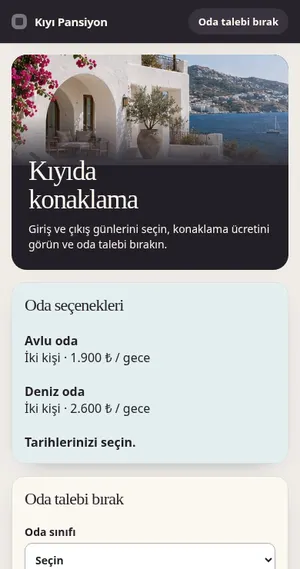 Kıyı Pansiyon
Oda talebi bırak
Kıyıda
konaklama
Giriş ve çıkış günlerini seçin, konaklama ücretini
görün ve oda talebi bırakın.
Oda seçenekleri
Avlu oda
İki kişi · 1.900 ₺ / gece
Deniz oda
İki kişi · 2.600 ₺ / gece
Tarihlerinizi seçin.
Oda talebi bırak
Oda sınıfı
Seçin